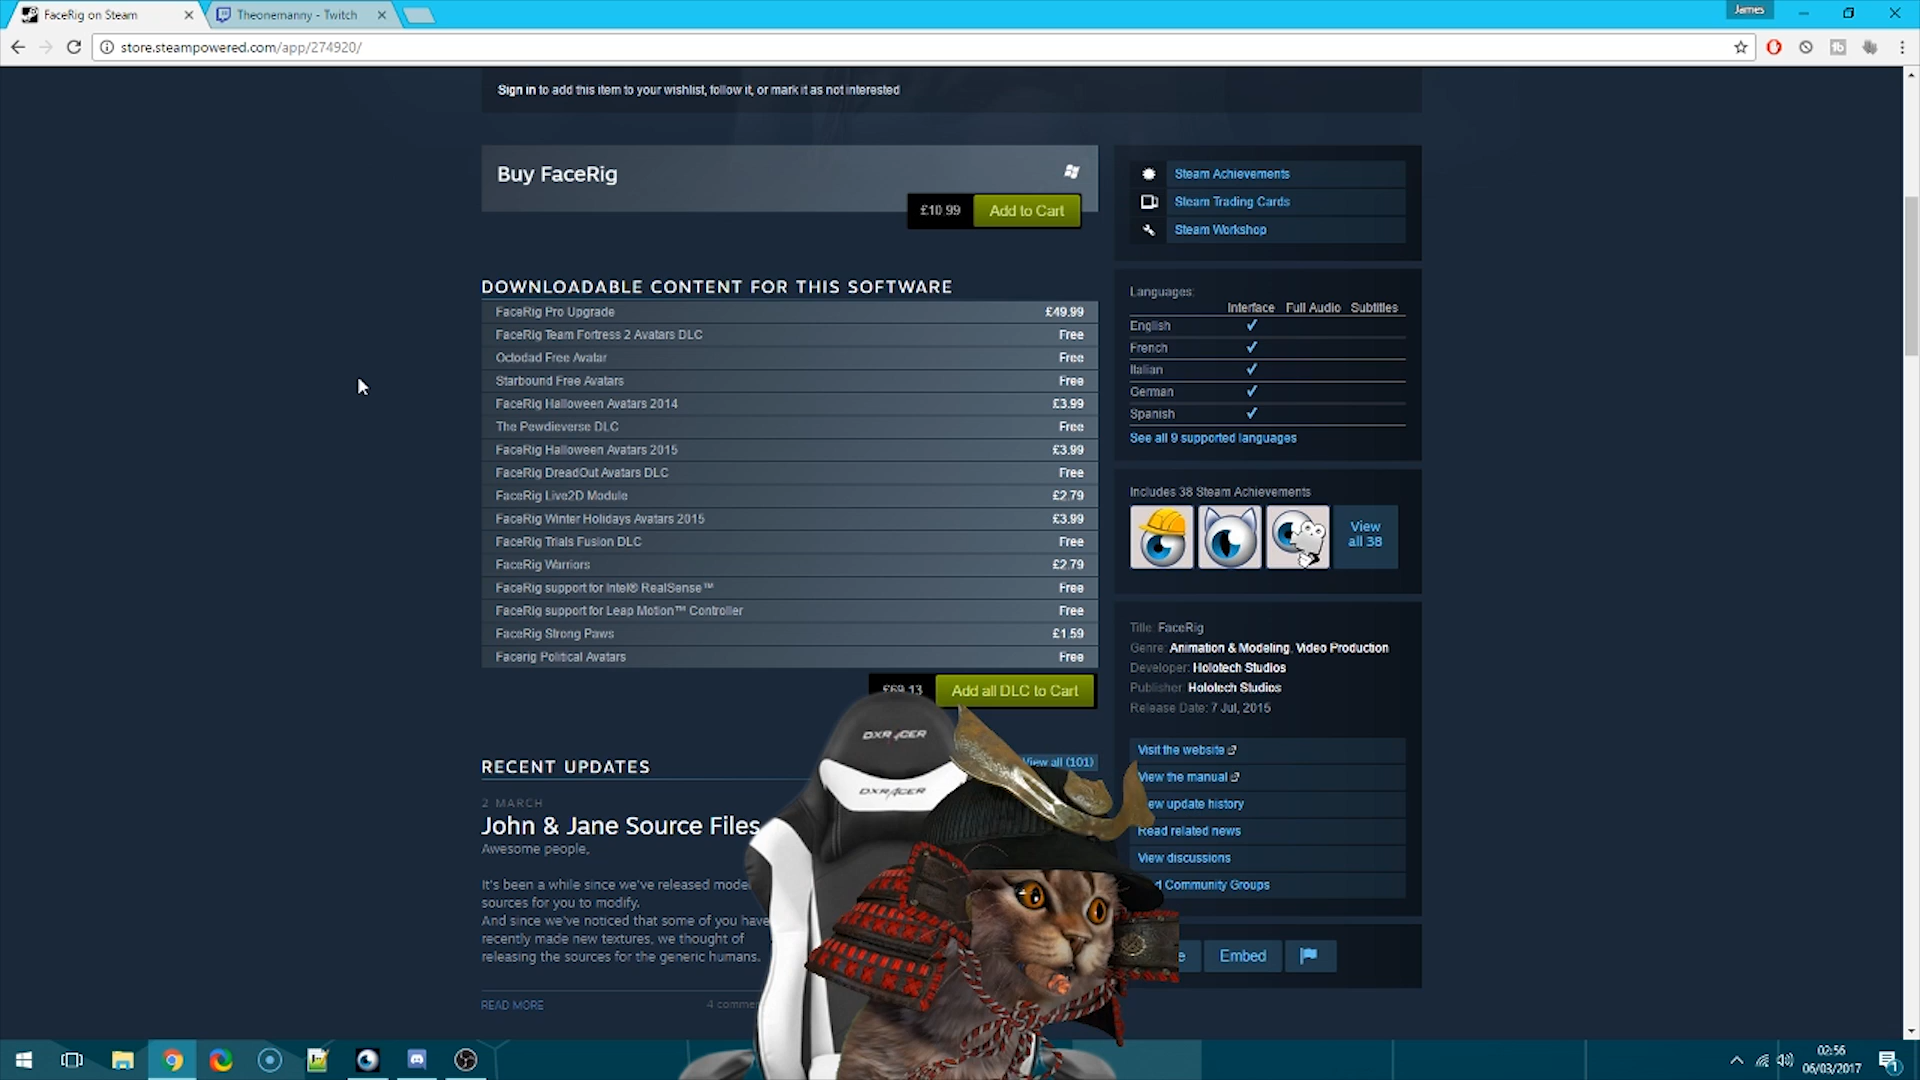 FaceRig on Steam
Theonemanny - Twitch
James
store.steampowered.com/app/274920/
Sign in to add this item to your wishlist, follow it, or mark it as not interested
Buy FaceRig
£10.99 Add to Cart
DOWNLOADABLE CONTENT FOR THIS SOFTWARE
FaceRig Pro Upgrade £49.99
FaceRig Team Fortress 2 Avatars DLC Free
Octodad Free Avatar Free
Starbound Free Avatars Free
FaceRig Halloween Avatars 2014 £3.99
The Pewdieverse DLC Free
FaceRig Halloween Avatars 2015 £3.99
FaceRig DreadOut Avatars DLC Free
FaceRig Live2D Module £2.79
FaceRig Winter Holidays Avatars 2015 £3.99
FaceRig Trials Fusion DLC Free
FaceRig Warriors £2.79
FaceRig support for Intel® RealSense™ Free
FaceRig support for Leap Motion™ Controller Free
FaceRig Strong Paws £1.59
Facerig Political Avatars Free
£69.13 Add all DLC to Cart
RECENT UPDATES
View all (101)
2 MARCH
John & Jane Source Files
Awesome people,
It's been a while since we've released mode
sources for you to modify.
And since we've noticed that some of you have
recently made new textures, we thought of
releasing the sources for the generic humans.
READ MORE
4 comme
Steam Achievements
Steam Trading Cards
Steam Workshop
Languages:
Interface Full Audio Subtitles
English ✔
French ✔
Italian ✔
German ✔
Spanish ✔
See all 9 supported languages
Includes 38 Steam Achievements
View
all 38
Title: FaceRig
Genre: Animation & Modeling, Video Production
Developer: Holotech Studios
Publisher: Holotech Studios
Release Date: 7 Jul, 2015
Visit the website
View the manual
ew update history
Read related news
View discussions
d Community Groups
e
Embed
DXRACER
DXRACER
02:56
06/03/2017
1